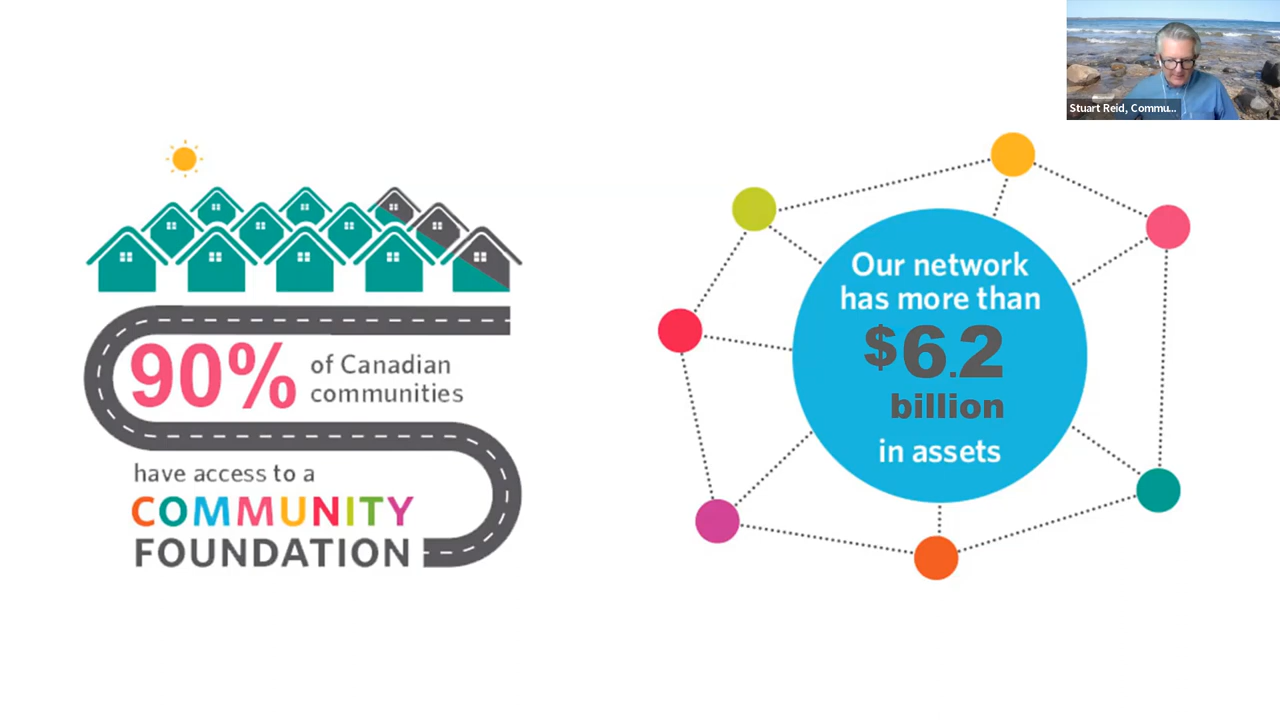 Stuart Reid, Commu...
90%
of Canadian
communities
have access to a
COMMUNITY
FOUNDATION
Our network
has more than
$6.2
billion
in assets